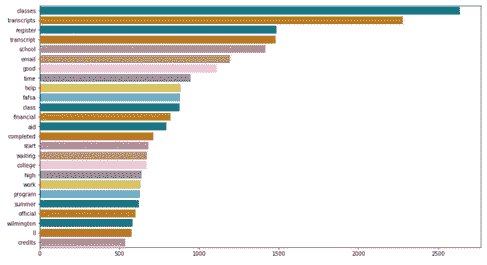 classes
transcripts
register
transcript
school
email
good
time
help
fafsa
class
financial
aid
completed
start
waiting
college
high
work
program
summer
official
wilmington
ll
credits
0 500 1000 1500 2000 2500